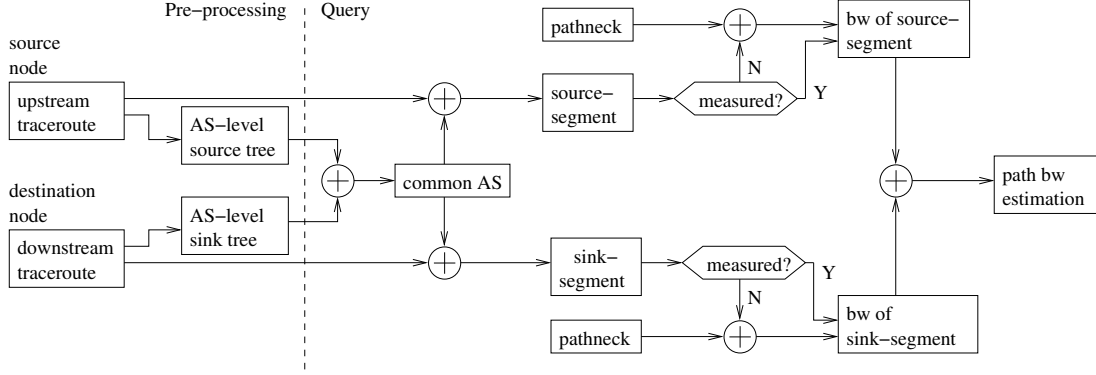 Pre−processing
Query
source
node
upstream
traceroute
AS−level
source tree
destination
node
AS−level
sink tree
downstream
traceroute
common AS
pathneck
source−
segment
measured?
N
Y
bw of source−
segment
path bw
estimation
sink−
segment
measured?
Y
N
pathneck
bw of
sink−segment